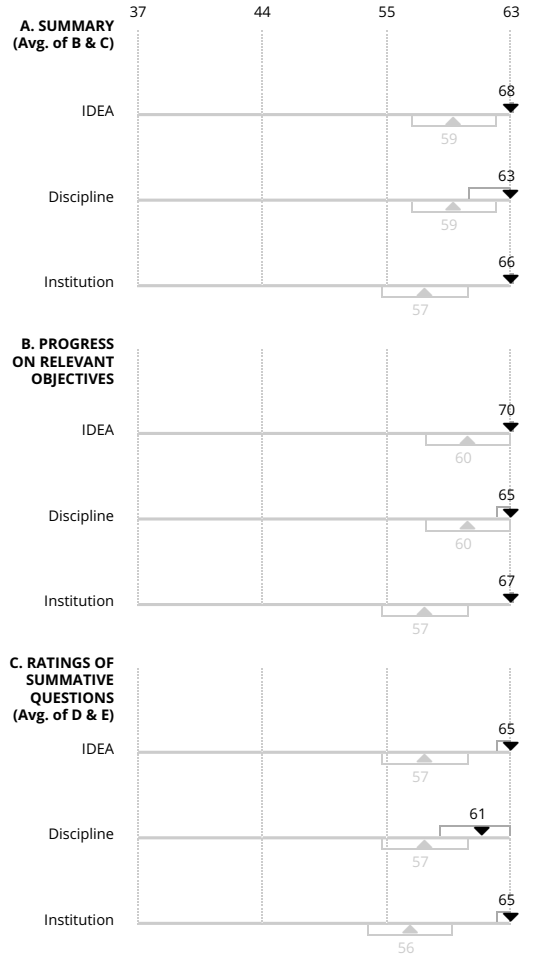 37 44 55 63
A. SUMMARY
(Avg. of B & C)
68
IDEA
59
63
Discipline
59
66
Institution
57
B. PROGRESS
ON RELEVANT
OBJECTIVES
70
IDEA
60
65
Discipline
60
67
Institution
57
C. RATINGS OF
SUMMATIVE
QUESTIONS
(Avg. of D & E)
65
IDEA
57
61
Discipline
57
65
Institution
56